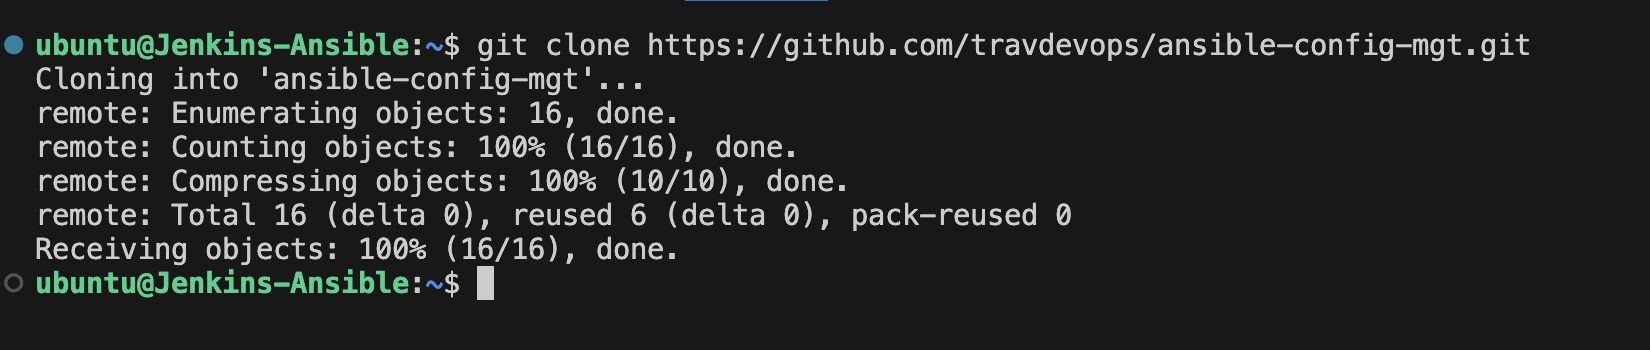 ubuntu@Jenkins-Ansible:~$ git clone https://github.com/travdevops/ansible-config-mgt.git
Cloning into 'ansible-config-mgt'...
remote: Enumerating objects: 16, done.
remote: Counting objects: 100% (16/16), done.
remote: Compressing objects: 100% (10/10), done.
remote: Total 16 (delta 0), reused 6 (delta 0), pack-reused 0
Receiving objects: 100% (16/16), done.
ubuntu@Jenkins-Ansible:~$